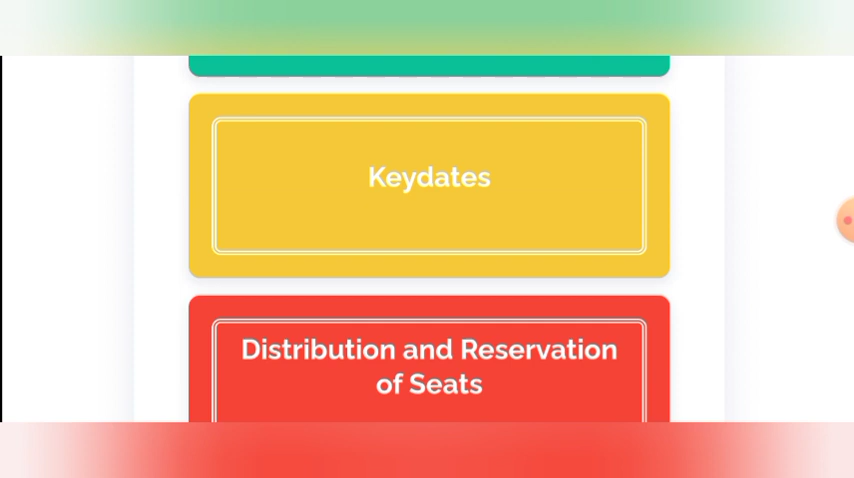 Keydates
Distribution and Reservation
of Seats